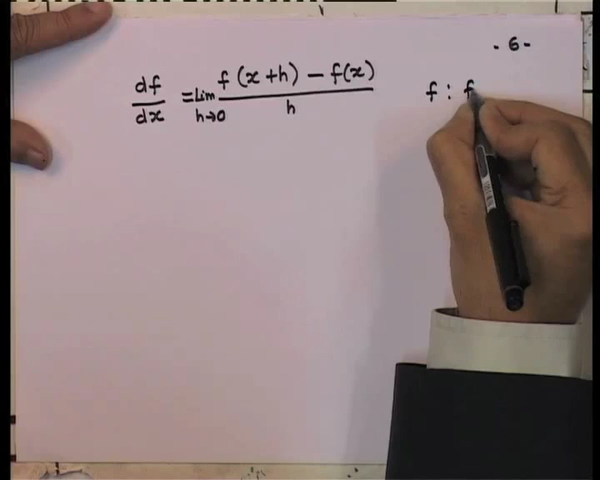 - 6 -
df/dx = Lim h→0 f(x+h) - f(x) / h
f : f